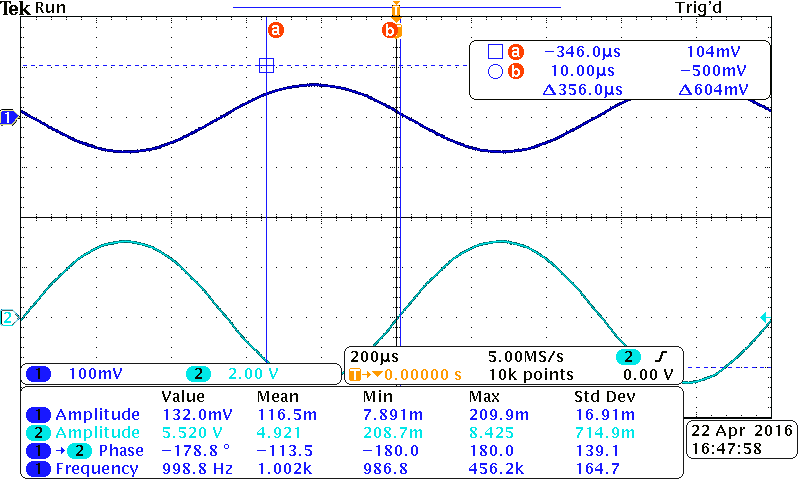 Tek Run Trig'd
T
a b
a −346.0µs 104mV
b 10.00µs −500mV
Δ356.0µs Δ604mV
1
2
1 100mV 2 2.00 V
200µs 5.00MS/s 2
T→▼0.00000 s 10k points 0.00 V
Value Mean Min Max Std Dev
1 Amplitude 132.0mV 116.5m 7.891m 209.9m 16.91m
2 Amplitude 5.520 V 4.921 208.7m 8.425 714.9m
1 → 2 Phase −178.8 ° −113.5 −180.0 180.0 139.1
1 Frequency 998.8 Hz 1.002k 986.8 456.2k 164.7
22 Apr 2016
16:47:58